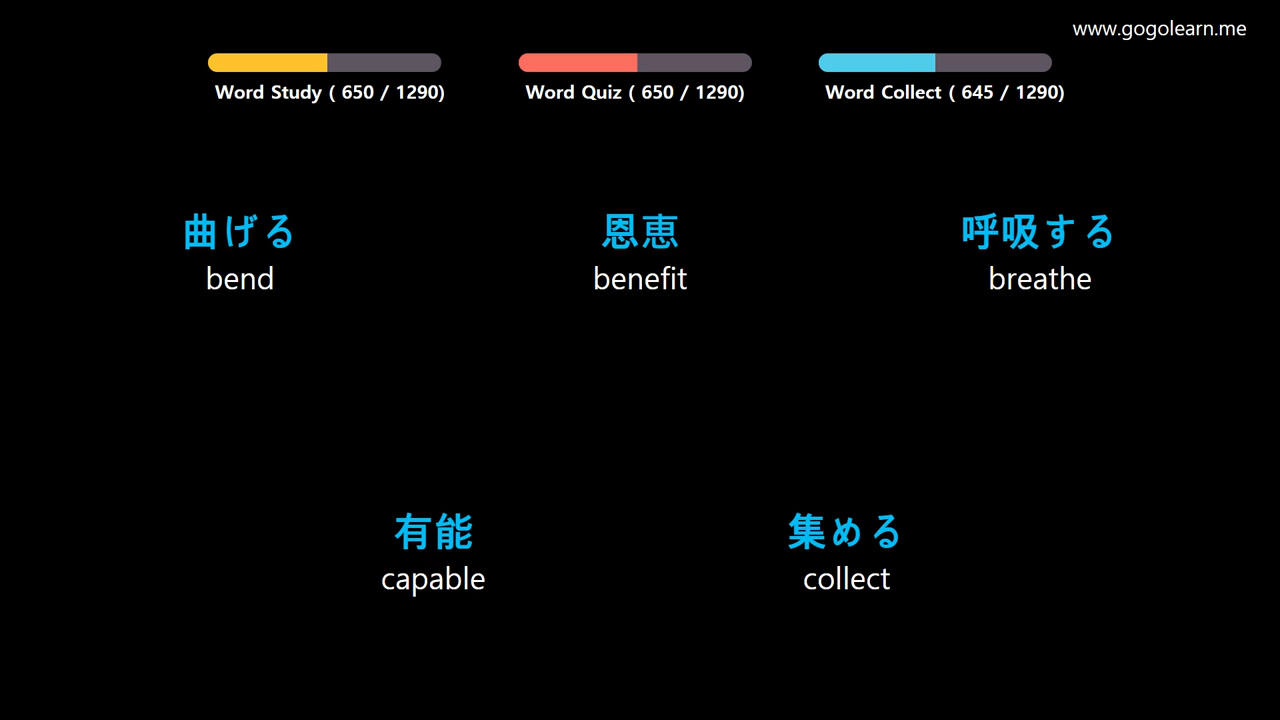 www.gogolearn.me
Word Study ( 650 / 1290)
Word Quiz ( 650 / 1290)
Word Collect ( 645 / 1290)
曲げる
bend
恩恵
benefit
呼吸する
breathe
有能
capable
集める
collect